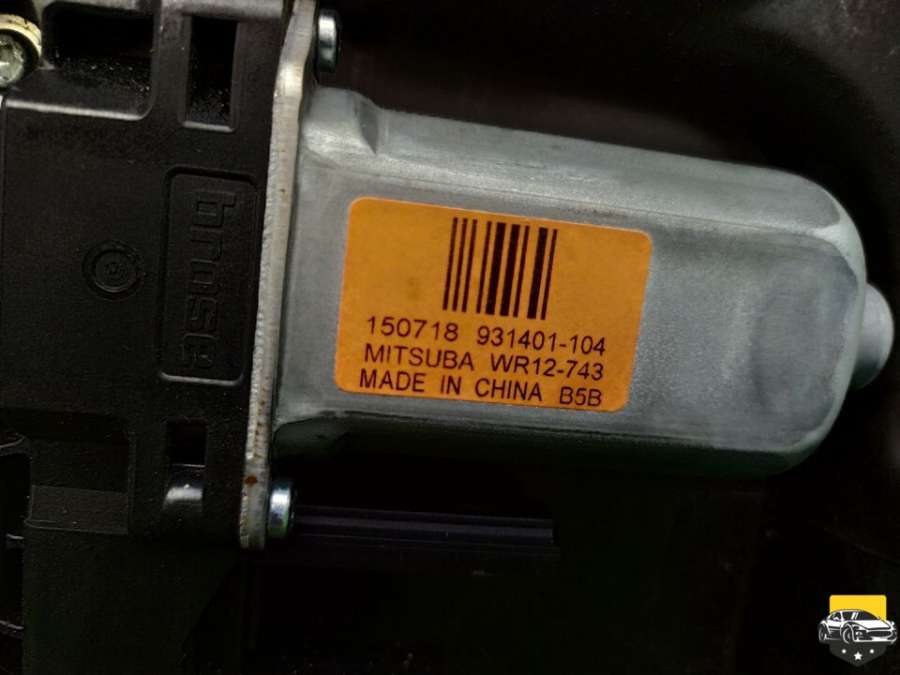 brose
150718 931401-104
MITSUBA WR12-743
MADE IN CHINA B5B